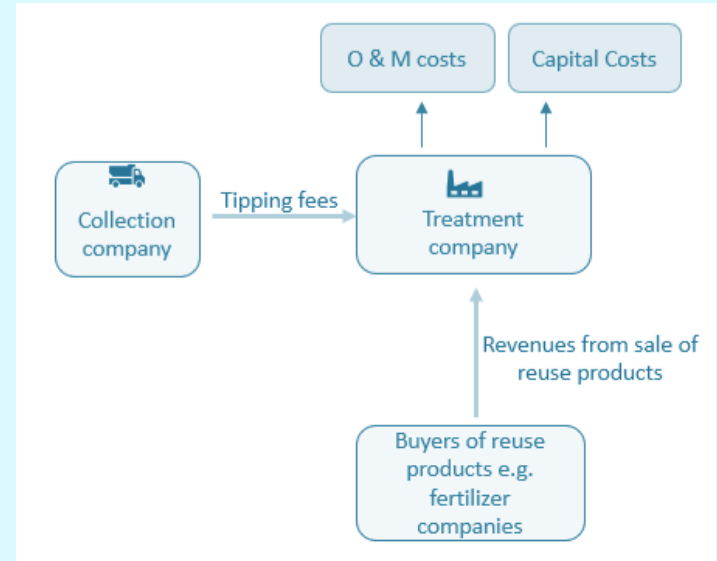 O & M costs
Capital Costs
Collection
company
Tipping fees
Treatment
company
Revenues from sale of
reuse products
Buyers of reuse
products e.g.
fertilizer
companies